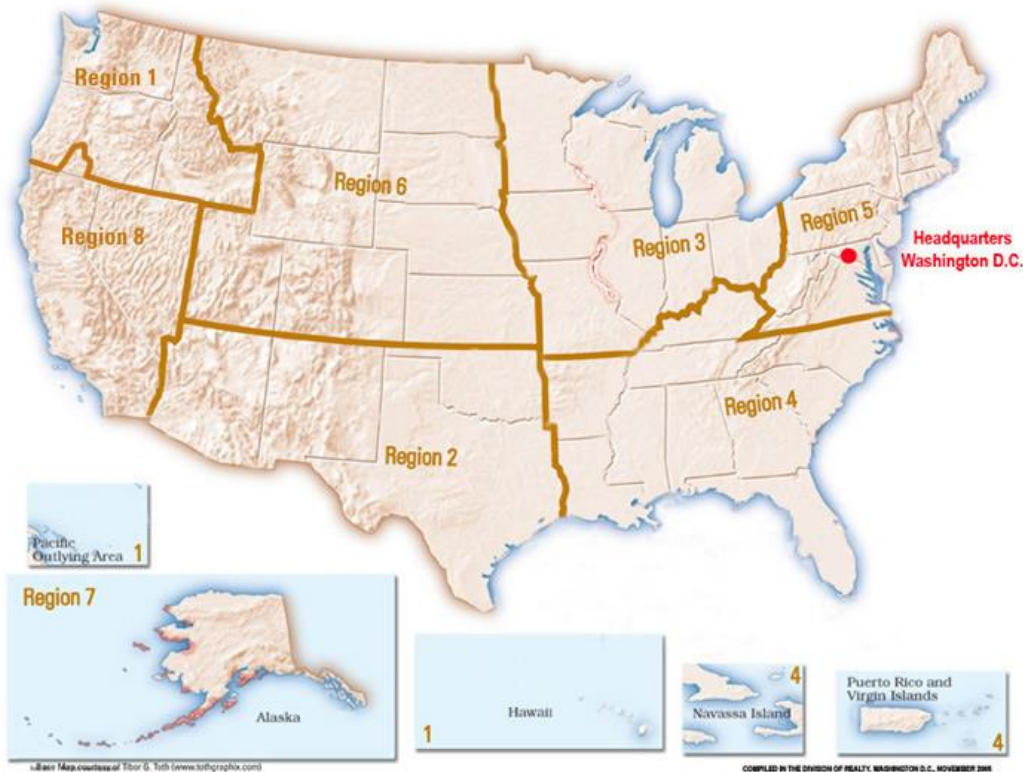 Region 1
Region 6
Region 8
Region 3
Region 5
Headquarters
Washington D.C.
Region 4
Region 2
Pacific
Outlying Area 1
Region 7
Alaska
Hawaii
1
4
Navassa Island
Puerto Rico and
Virgin Islands
4
Base Map courtesy of Tibor G. Toth (www.tothgraphix.com)
COMPILED IN THE DIVISION OF REALTY, WASHINGTON D.C., NOVEMBER